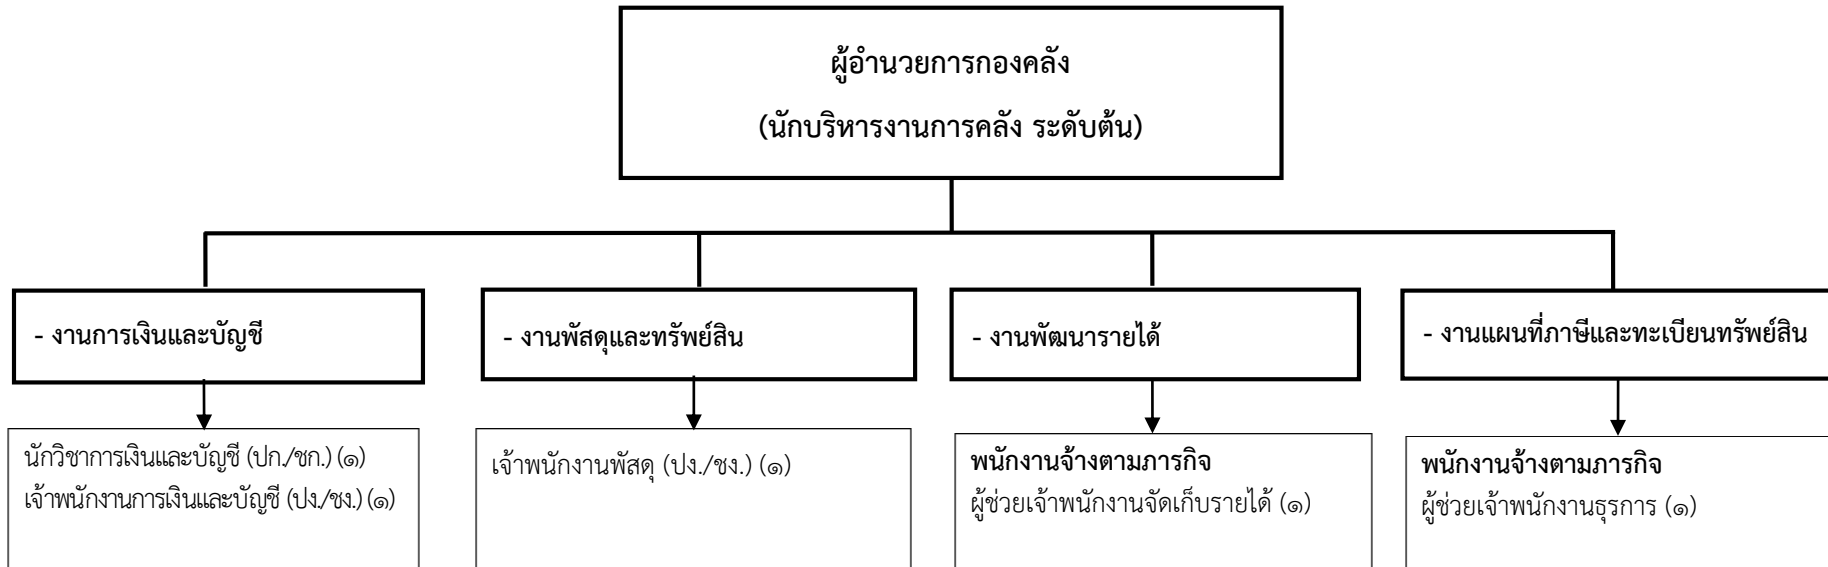 ผู้อำนวยการกองคลัง
(นักบริหารงานการคลัง ระดับต้น)
- งานการเงินและบัญชี
- งานพัสดุและทรัพย์สิน
- งานพัฒนารายได้
- งานแผนที่ภาษีและทะเบียนทรัพย์สิน
นักวิชาการเงินและบัญชี (ปก./ชก.) (๑)
เจ้าพนักงานการเงินและบัญชี (ปง./ชง.) (๑)
เจ้าพนักงานพัสดุ (ปง./ชง.) (๑)
พนักงานจ้างตามภารกิจ
ผู้ช่วยเจ้าพนักงานจัดเก็บรายได้ (๑)
พนักงานจ้างตามภารกิจ
ผู้ช่วยเจ้าพนักงานธุรการ (๑)